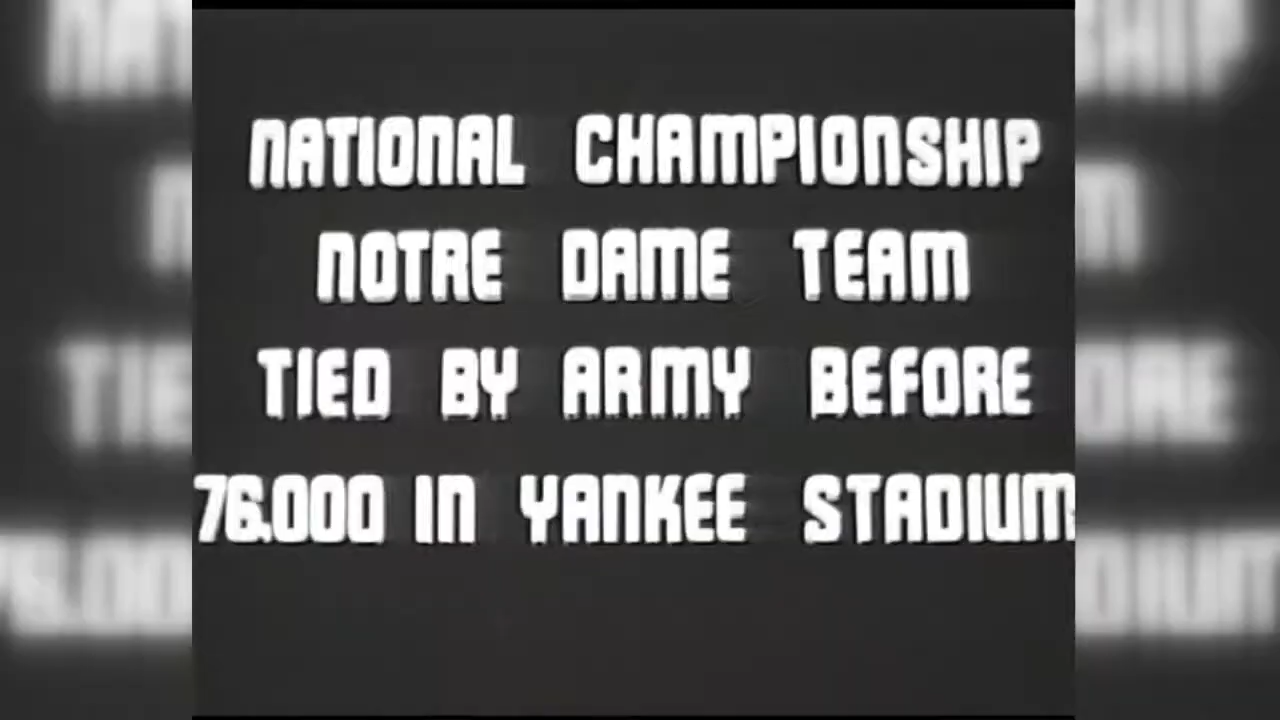 NATIONAL CHAMPIONSHIP
NOTRE DAME TEAM
TIED BY ARMY BEFORE
76,000 IN YANKEE STADIUM